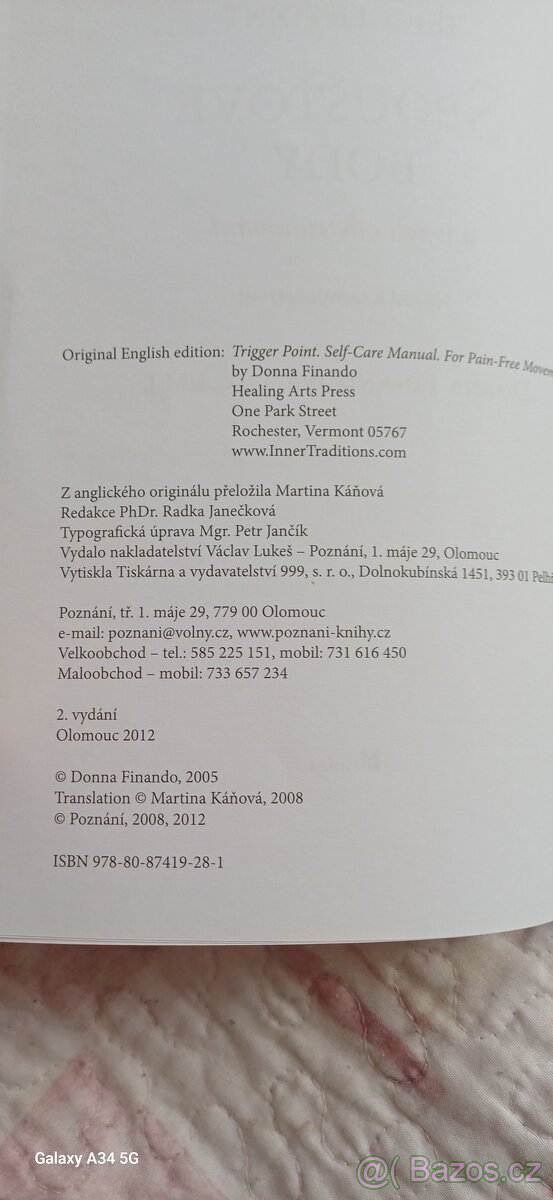 Original English edition: Trigger Point. Self-Care Manual. For Pain-Free
by Donna Finando
Healing Arts Press
One Park Street
Rochester, Vermont 05767
www.InnerTraditions.com
Z anglického originálu přeložila Martina Káňová
Redakce PhDr. Radka Janečková
Typografická úprava Mgr. Petr Jančík
Vydalo nakladatelství Václav Lukeš – Poznání, 1. máje 29, Olomouc
Vytiskla Tiskárna a vydavatelství 999, s. r. o., Dolnokubínská 1451, 393 01
Poznání, tř. 1. máje 29, 779 00 Olomouc
e-mail: poznani@volny.cz, www.poznani-knihy.cz
Velkoobchod – tel.: 585 225 151, mobil: 731 616 450
Maloobchod – mobil: 733 657 234
2. vydání
Olomouc 2012
© Donna Finando, 2005
Translation © Martina Káňová, 2008
© Poznání, 2008, 2012
ISBN 978-80-87419-28-1
Galaxy A34 5G
@( Bazos.cz